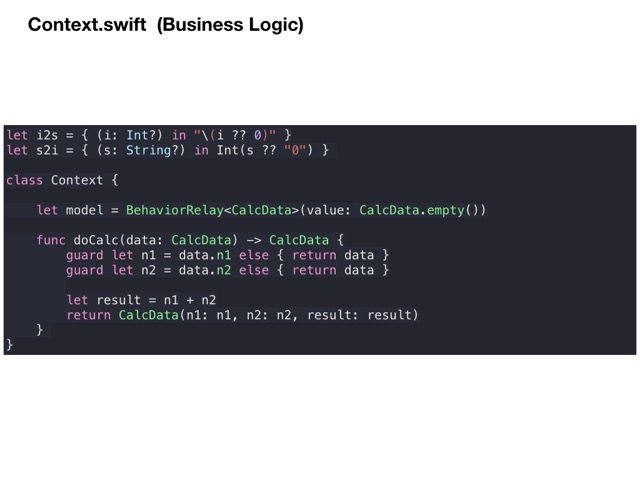 Context.swift  (Business Logic)
let i2s = { (i: Int?) in "\(i ?? 0)" }
let s2i = { (s: String?) in Int(s ?? "0") }
class Context {
    let model = BehaviorRelay<CalcData>(value: CalcData.empty())
    func doCalc(data: CalcData) -> CalcData {
        guard let n1 = data.n1 else { return data }
        guard let n2 = data.n2 else { return data }
        let result = n1 + n2
        return CalcData(n1: n1, n2: n2, result: result)
    }
}